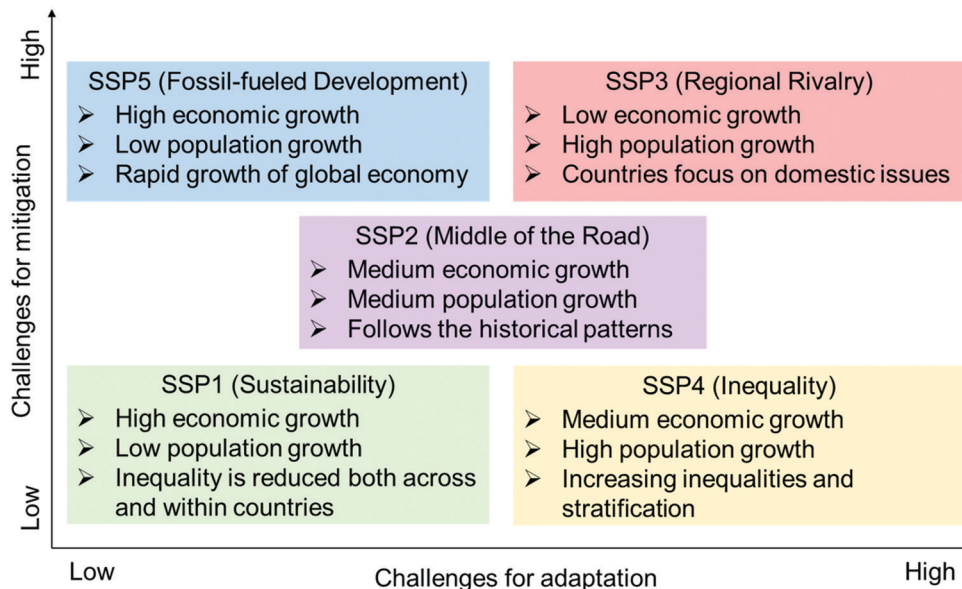 High
Challenges for mitigation
Low
SSP5 (Fossil-fueled Development)
➢ High economic growth
➢ Low population growth
➢ Rapid growth of global economy
SSP3 (Regional Rivalry)
➢ Low economic growth
➢ High population growth
➢ Countries focus on domestic issues
SSP2 (Middle of the Road)
➢ Medium economic growth
➢ Medium population growth
➢ Follows the historical patterns
SSP1 (Sustainability)
➢ High economic growth
➢ Low population growth
➢ Inequality is reduced both across
and within countries
SSP4 (Inequality)
➢ Medium economic growth
➢ High population growth
➢ Increasing inequalities and
stratification
Low
Challenges for adaptation
High